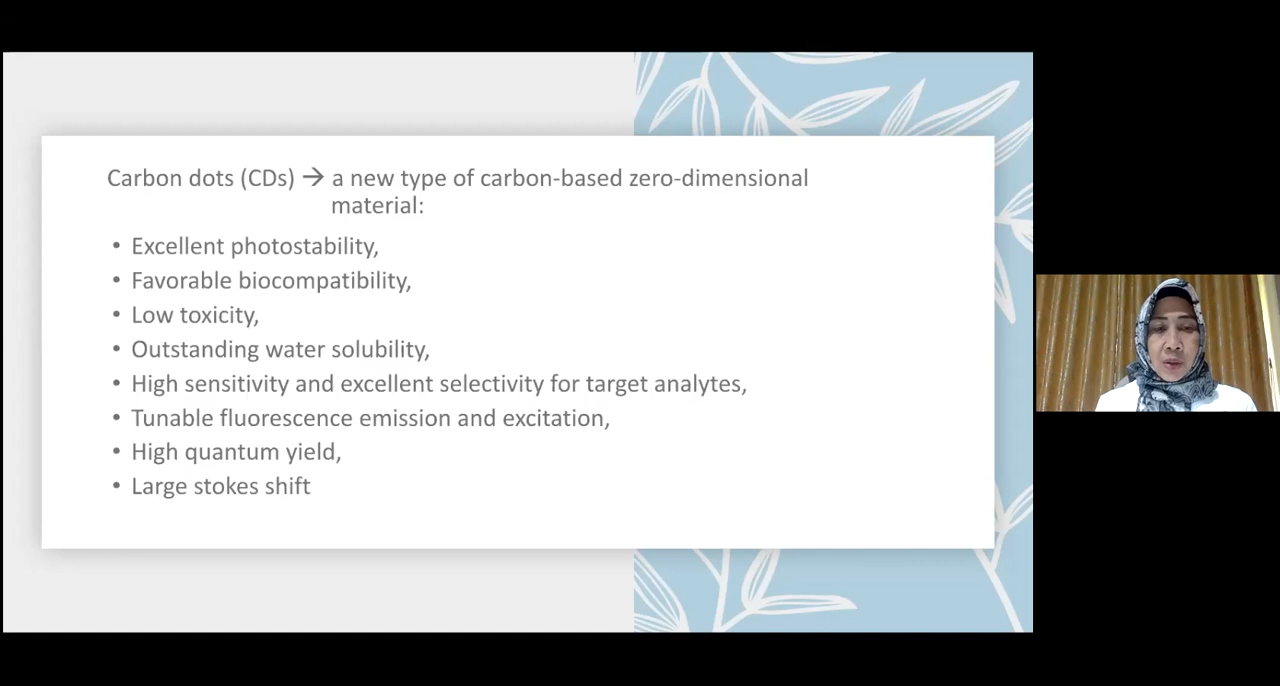 Carbon dots (CDs) → a new type of carbon-based zero-dimensional
material:
• Excellent photostability,
• Favorable biocompatibility,
• Low toxicity,
• Outstanding water solubility,
• High sensitivity and excellent selectivity for target analytes,
• Tunable fluorescence emission and excitation,
• High quantum yield,
• Large stokes shift